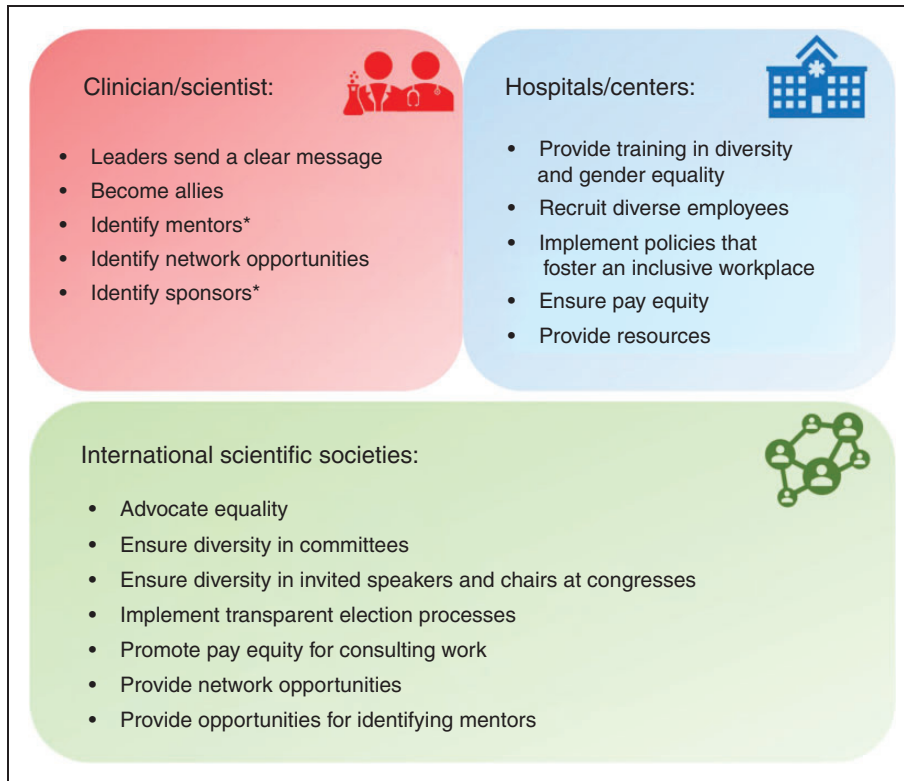 Clinician/scientist:
• Leaders send a clear message
• Become allies
• Identify mentors*
• Identify network opportunities
• Identify sponsors*
Hospitals/centers:
• Provide training in diversity
and gender equality
• Recruit diverse employees
• Implement policies that
foster an inclusive workplace
• Ensure pay equity
• Provide resources
International scientific societies:
• Advocate equality
• Ensure diversity in committees
• Ensure diversity in invited speakers and chairs at congresses
• Implement transparent election processes
• Promote pay equity for consulting work
• Provide network opportunities
• Provide opportunities for identifying mentors